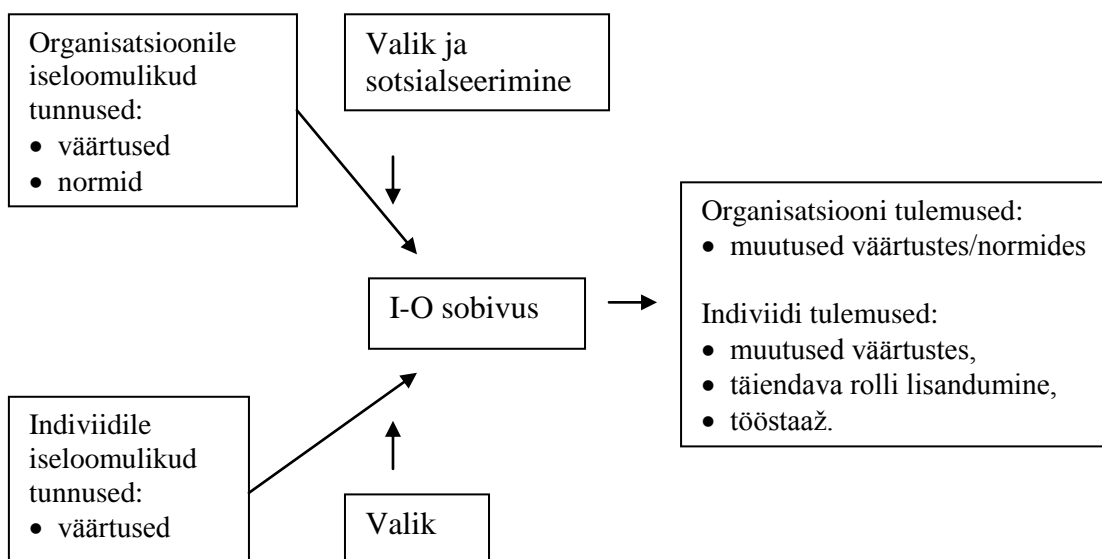 Organisatsioonile
iseloomulikud
tunnused:
• väärtused
• normid
Valik ja
sotsialseerimine
I-O sobivus
Organisatsiooni tulemused:
• muutused väärtustes/normides
Indiviidi tulemused:
• muutused väärtustes,
• täiendava rolli lisandumine,
• tööstaaž.
Indiviidile
iseloomulikud
tunnused:
• väärtused
Valik